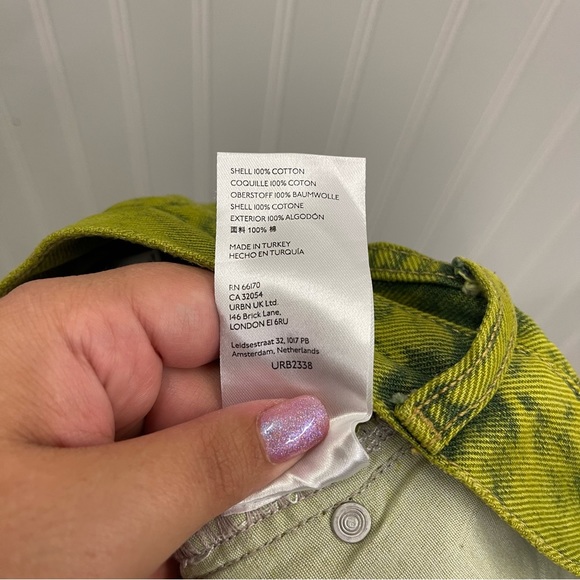 SHELL 100% COTTON
COQUILLE 100% COTON
OBERSTOFF 100% BAUMWOLLE
SHELL 100% COTONE
EXTERIOR 100% ALGODÓN
面料 100% 棉
MADE IN TURKEY
HECHO EN TURQUÍA
RN 66170
CA 32054
URBN UK Ltd.
146 Brick Lane,
LONDON E1 6RU
Leidsestraat 32, 1017 PB
Amsterdam, Netherlands
URB2338